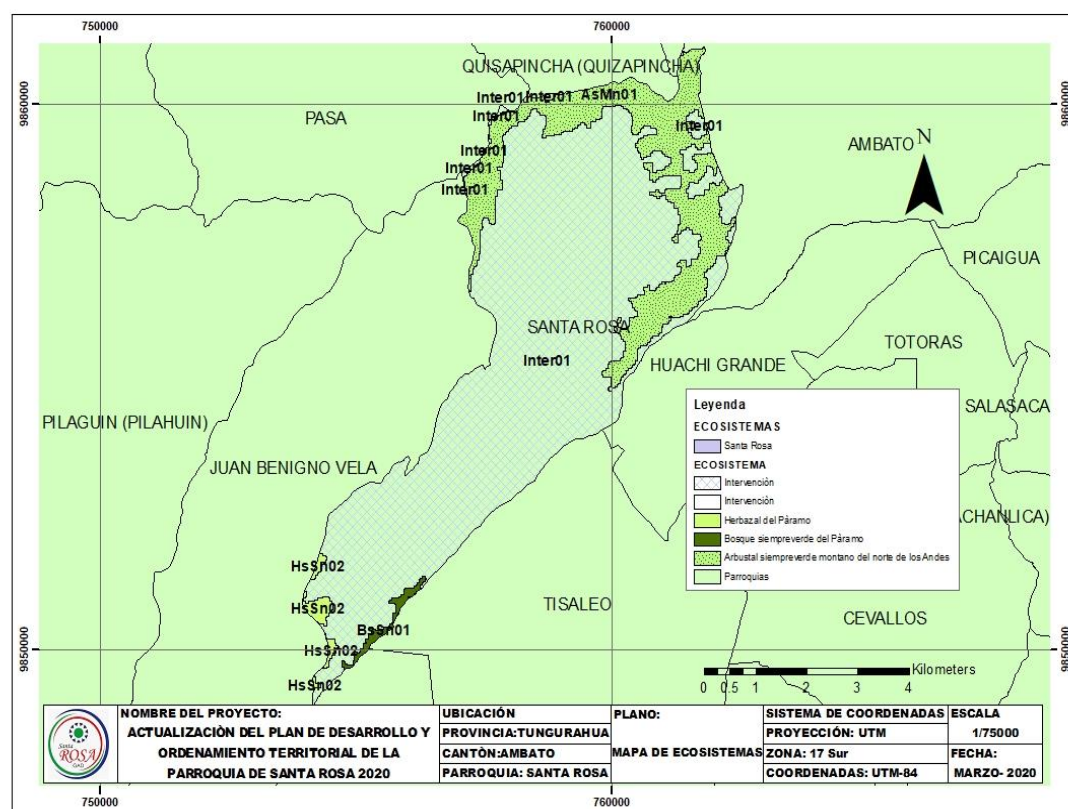 750000
760000
QUISAPINCHA (QUIZAPINCHA)
Inter01
Inter01
AsMn01
9860000
9860000
Inter01
PASA
Inter01
AMBATO
N
Inter01
Inter01
Inter01
PICAIGUA
SANTA ROSA
TOTORAS
Inter01
HUACHI GRANDE
SALASACA
PILAGUIN (PILAHUIN)
JUAN BENIGNO VELA
ACHANLICA)
Leyenda
ECOSISTEMAS
Santa Rosa
ECOSISTEMA
Intervención
Intervención
Herbazal del Páramo
Bosque siempreverde del Páramo
Arbustal siempreverde montano del norte de los Andes
Parroquias
HsSn02
HsSn02
TISALEO
CEVALLOS
BsSn01
HsSn02
9850000
9850000
HsSn02
Kilometers
0 0.5 1 2 3 4
Santa
ROSA
GAD
NOMBRE DEL PROYECTO:
ACTUALIZACIÒN DEL PLAN DE DESARROLLO Y
ORDENAMIENTO TERRITORIAL DE LA
PARROQUIA DE SANTA ROSA 2020
UBICACIÓN
PROVINCIA:TUNGURAHUA
CANTÒN:AMBATO
PARROQUIA: SANTA ROSA
PLANO:
MAPA DE ECOSISTEMAS
SISTEMA DE COORDENADAS
PROYECCIÓN: UTM
ZONA: 17 Sur
COORDENADAS: UTM-84
ESCALA
1/75000
FECHA:
MARZO- 2020
750000
760000